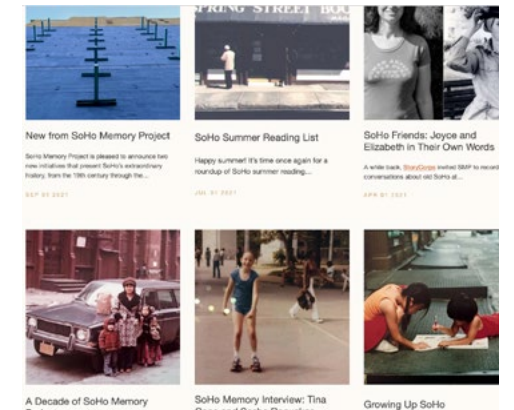 SPRING STREET BOO
New from SoHo Memory Project
SoHo Memory Project is pleased to announce two
new initiatives that present SoHo's extraordinary
history, from the 19th century through the...
SEP 01 2021
SoHo Summer Reading List
Happy summer! It's time once again for a
roundup of SoHo summer reading...
JUL 01 2021
SoHo Friends: Joyce and
Elizabeth in Their Own Words
A while back, StoryCorps invited SMP to record
conversations about old SoHo at...
APR 01 2021
A Decade of SoHo Memory
SoHo Memory Interview: Tina
Growing Up SoHo